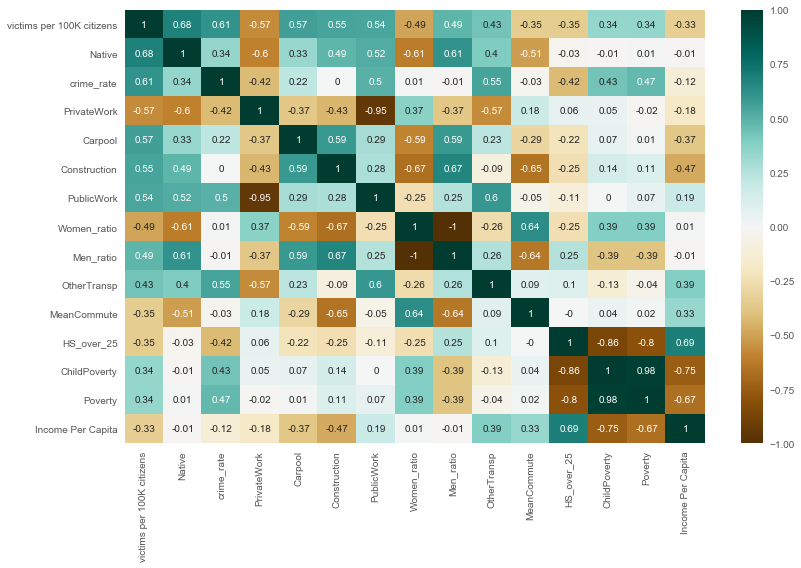 victims per 100K citizens 1 0.68 0.61 -0.57 0.57 0.55 0.54 -0.49 0.49 0.43 -0.35 -0.35 0.34 0.34 -0.33
Native 0.68 1 0.34 -0.6 0.33 0.49 0.52 -0.61 0.61 0.4 -0.51 -0.03 -0.01 0.01 -0.01
crime_rate 0.61 0.34 1 -0.42 0.22 0 0.5 0.01 -0.01 0.55 -0.03 -0.42 0.43 0.47 -0.12
PrivateWork -0.57 -0.6 -0.42 1 -0.37 -0.43 -0.95 0.37 -0.37 -0.57 0.18 0.06 0.05 -0.02 -0.18
Carpool 0.57 0.33 0.22 -0.37 1 0.59 0.29 -0.59 0.59 0.23 -0.29 -0.22 0.07 0.01 -0.37
Construction 0.55 0.49 0 -0.43 0.59 1 0.28 -0.67 0.67 -0.09 -0.65 -0.25 0.14 0.11 -0.47
PublicWork 0.54 0.52 0.5 -0.95 0.29 0.28 1 -0.25 0.25 0.6 -0.05 -0.11 0 0.07 0.19
Women_ratio -0.49 -0.61 0.01 0.37 -0.59 -0.67 -0.25 1 -1 -0.26 0.64 -0.25 0.39 0.39 0.01
Men_ratio 0.49 0.61 -0.01 -0.37 0.59 0.67 0.25 -1 1 0.26 -0.64 0.25 -0.39 -0.39 -0.01
OtherTransp 0.43 0.4 0.55 -0.57 0.23 -0.09 0.6 -0.26 0.26 1 0.09 0.1 -0.13 -0.04 0.39
MeanCommute -0.35 -0.51 -0.03 0.18 -0.29 -0.65 -0.05 0.64 -0.64 0.09 1 -0 0.04 0.02 0.33
HS_over_25 -0.35 -0.03 -0.42 0.06 -0.22 -0.25 -0.11 -0.25 0.25 0.1 -0 1 -0.86 -0.8 0.69
ChildPoverty 0.34 -0.01 0.43 0.05 0.07 0.14 0 0.39 -0.39 -0.13 0.04 -0.86 1 0.98 -0.75
Poverty 0.34 0.01 0.47 -0.02 0.01 0.11 0.07 0.39 -0.39 -0.04 0.02 -0.8 0.98 1 -0.67
Income Per Capita -0.33 -0.01 -0.12 -0.18 -0.37 -0.47 0.19 0.01 -0.01 0.39 0.33 0.69 -0.75 -0.67 1
victims per 100K citizens
Native
crime_rate
PrivateWork
Carpool
Construction
PublicWork
Women_ratio
Men_ratio
OtherTransp
MeanCommute
HS_over_25
ChildPoverty
Poverty
Income Per Capita
1.00
0.75
0.50
0.25
0.00
−0.25
−0.50
−0.75
−1.00